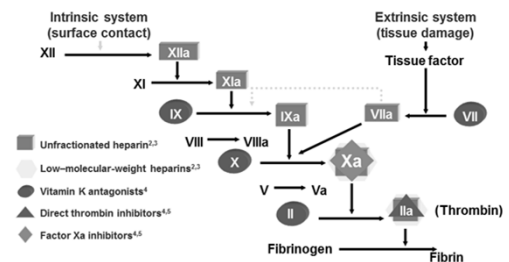 Intrinsic system
(surface contact)
Extrinsic system
(tissue damage)
XII
XIIa
Tissue factor
XI
XIa
IX
IXa
VIIa
VII
VIII
VIIIa
X
Xa
V
Va
II
IIa
(Thrombin)
Fibrinogen
Fibrin
Unfractionated heparin2,3
Low–molecular-weight heparins2,3
Vitamin K antagonists4
Direct thrombin inhibitors4,5
Factor Xa inhibitors4,5